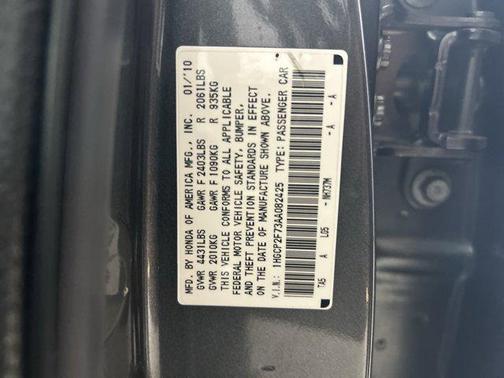 MFD. BY HONDA OF AMERICA MFG., INC. 01/'10
GVWR 4431LBS GAWR F 2403LBS R 2061LBS
GVWR 2010KG GAWR F 1090KG R 935KG
THIS VEHICLE CONFORMS TO ALL APPLICABLE
FEDERAL MOTOR VEHICLE SAFETY, BUMPER,
AND THEFT PREVENTION STANDARDS IN EFFECT
ON THE DATE OF MANUFACTURE SHOWN ABOVE.
V.I.N.: 1HGCP2F73AA082425 TYPE: PASSENGER CAR
TA5 A L05 - NH737M - A - A